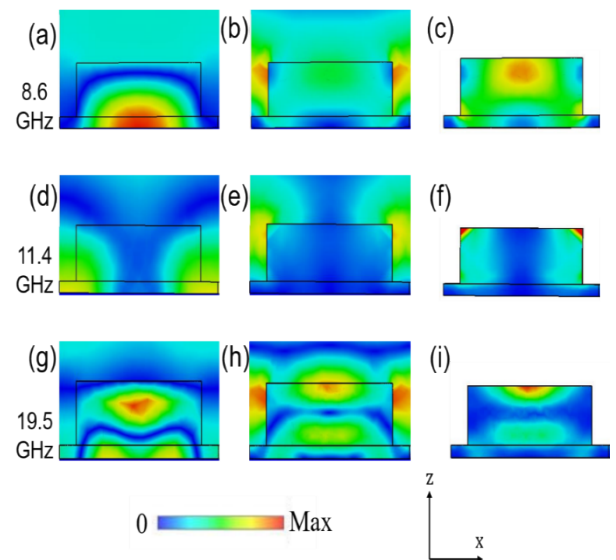 (a) (b) (c)
8.6
GHz
(d) (e) (f)
11.4
GHz
(g) (h) (i)
19.5
GHz
0 Max
z
x